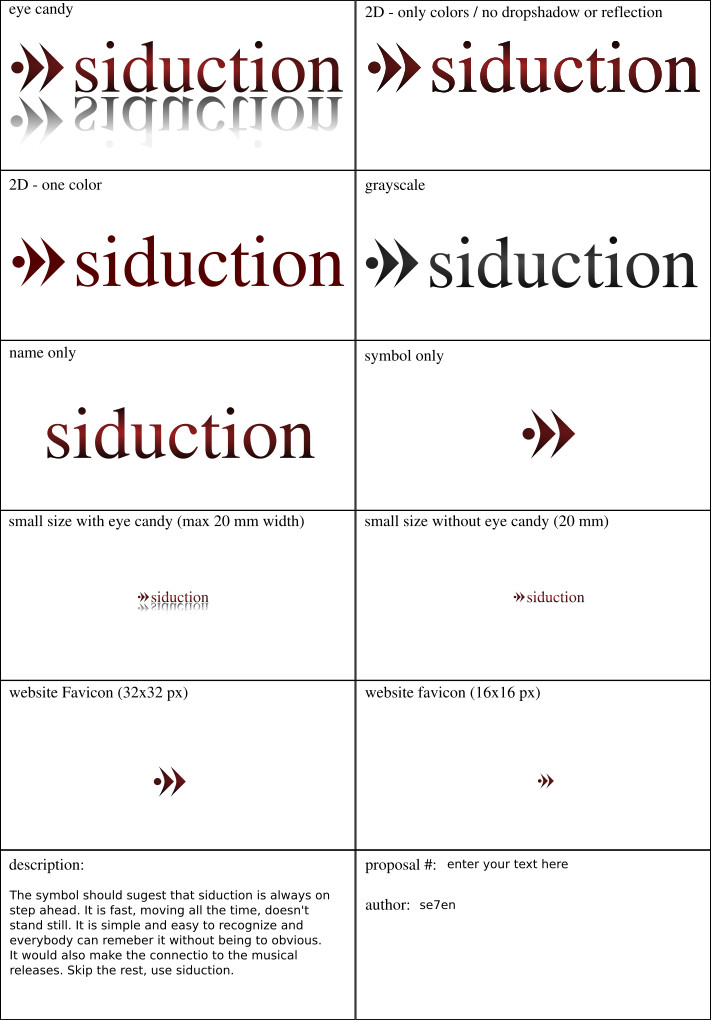 eye candy
2D - only colors / no dropshadow or reflection
siduction
siduction
2D - one color
grayscale
siduction
siduction
name only
symbol only
siduction
small size with eye candy (max 20 mm width)
small size without eye candy (20 mm)
siduction
siduction
website Favicon (32x32 px)
website favicon (16x16 px)
description:
The symbol should sugest that siduction is always on
step ahead. It is fast, moving all the time, doesn't
stand still. It is simple and easy to recognize and
everybody can remeber it without being to obvious.
It would also make the connectio to the musical
releases. Skip the rest, use siduction.
proposal #: enter your text here
author: se7en